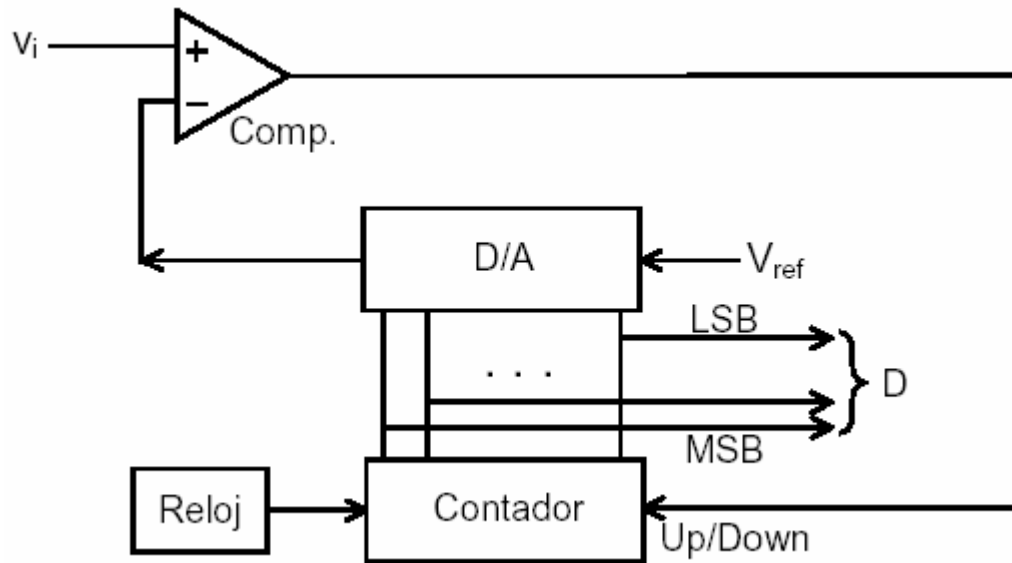 vi
+
−
Comp.
D/A
Vref
LSB
. . .
D
MSB
Reloj
Contador
Up/Down